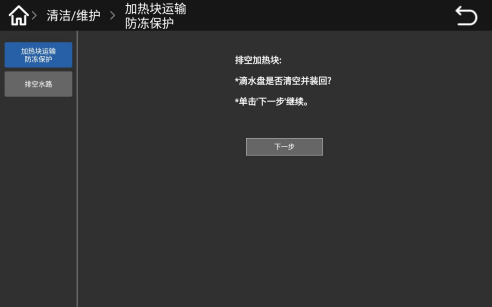 清洁/维护
加热块运输
防冻保护
加热块运输
防冻保护
排空水路
排空加热块:
*滴水盘是否清空并装回?
*单击'下一步'继续。
下一步